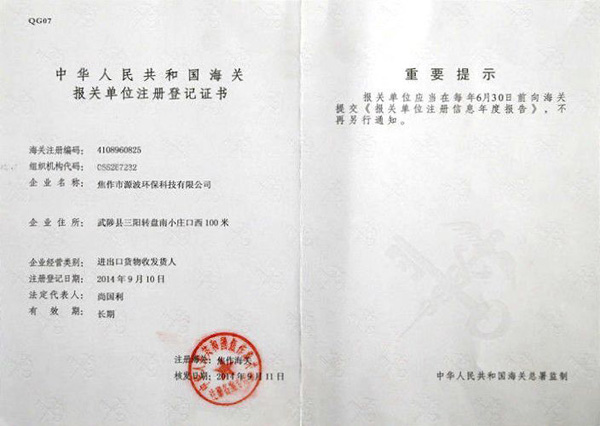 QG07
中华人民共和国海关
报关单位注册登记证书
海关注册编码： 4108960825
组织机构代码：
企业名称： 焦作市源波环保科技有限公司
企业住所： 武陟县三阳转盘南小庄口西100米
企业经营类别： 进出口货物收发货人
注册登记日期： 2014年9月10日
法定代表人： 尚国利
有效期： 长期
注册海关：焦作海关
核发日期：2014年9月11日
重要提示
报关单位应当在每年6月30日前向海关
提交《报关单位注册信息年度报告》，不
再另行通知。
中华人民共和国海关总署监制